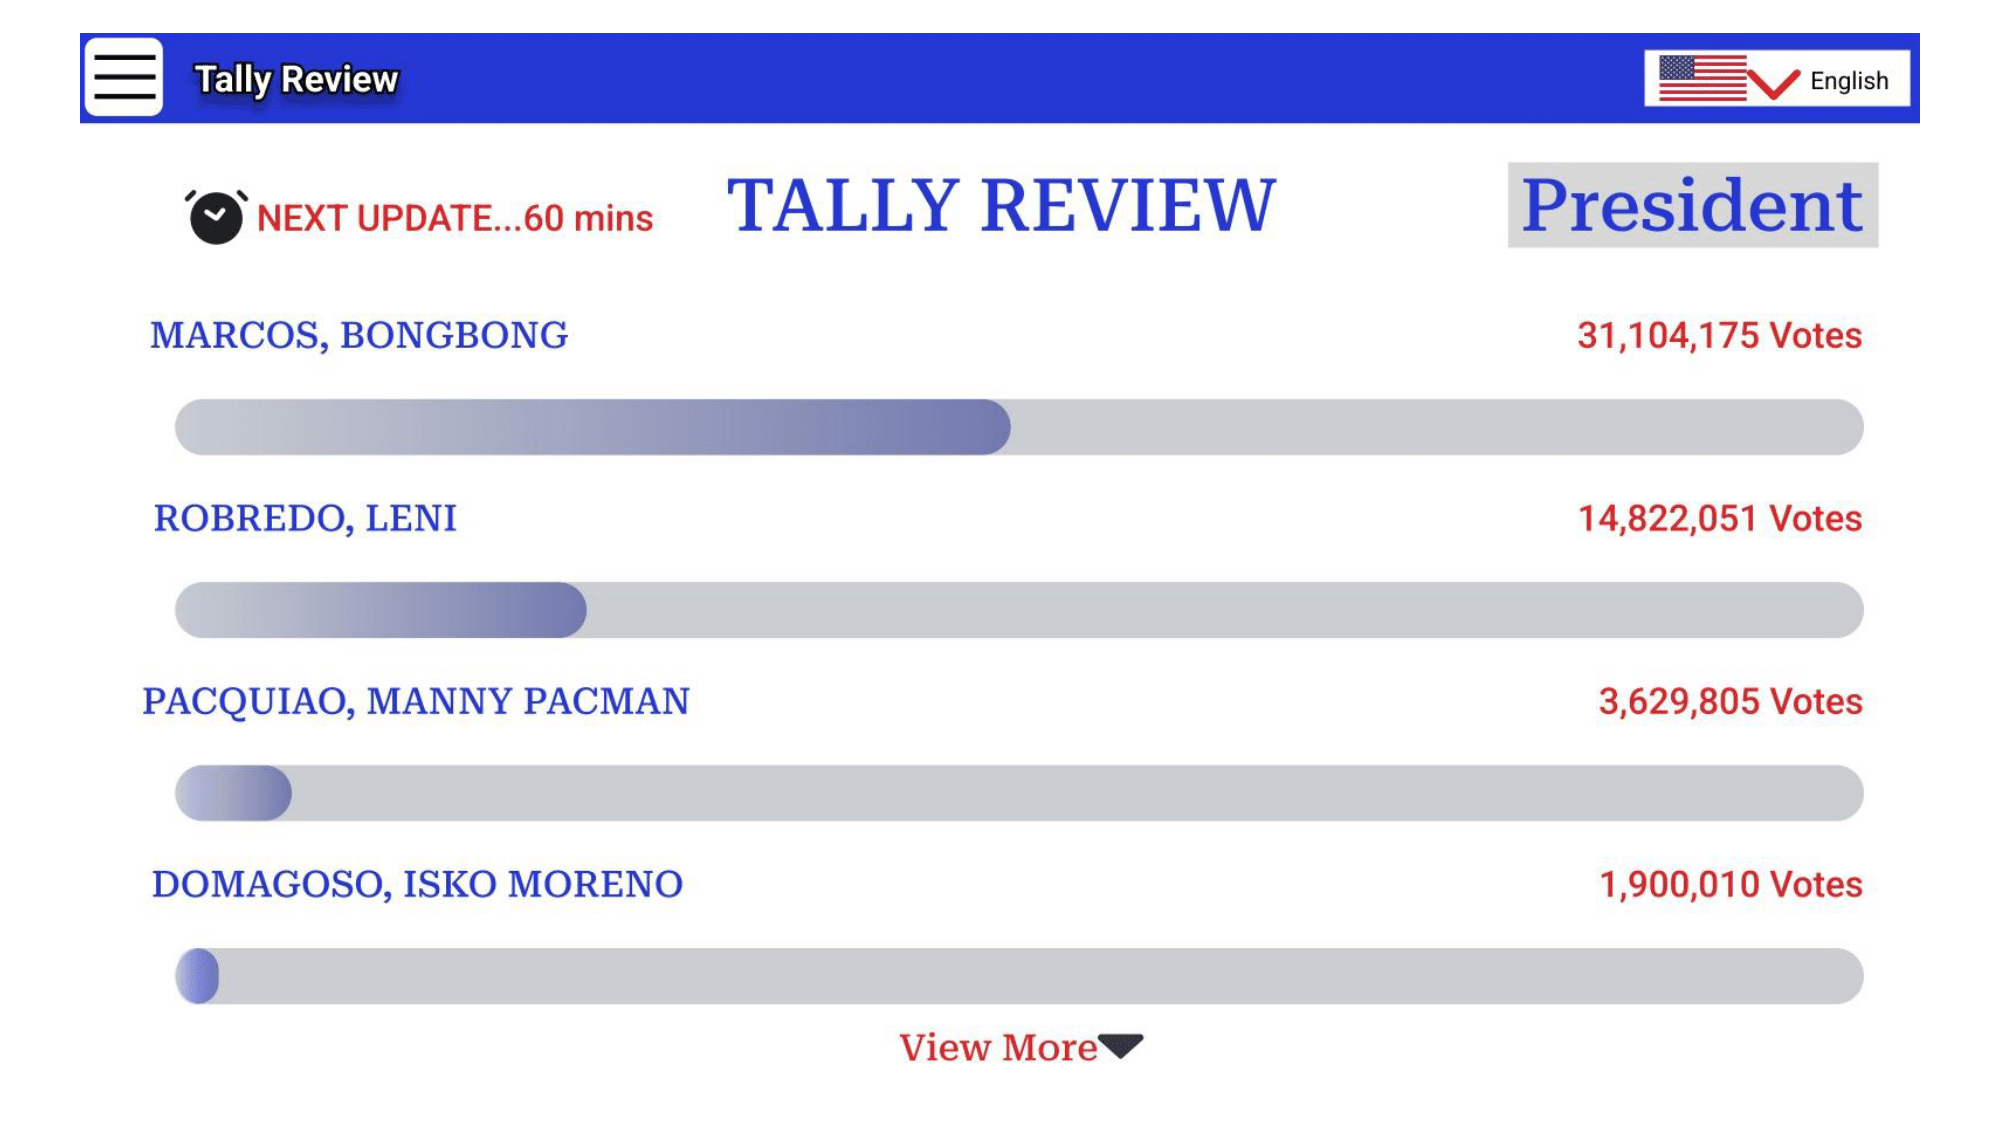 Tally Review
English
NEXT UPDATE...60 mins
TALLY REVIEW
President
MARCOS, BONGBONG
31,104,175 Votes
ROBREDO, LENI
14,822,051 Votes
PACQUIAO, MANNY PACMAN
3,629,805 Votes
DOMAGOSO, ISKO MORENO
1,900,010 Votes
View More